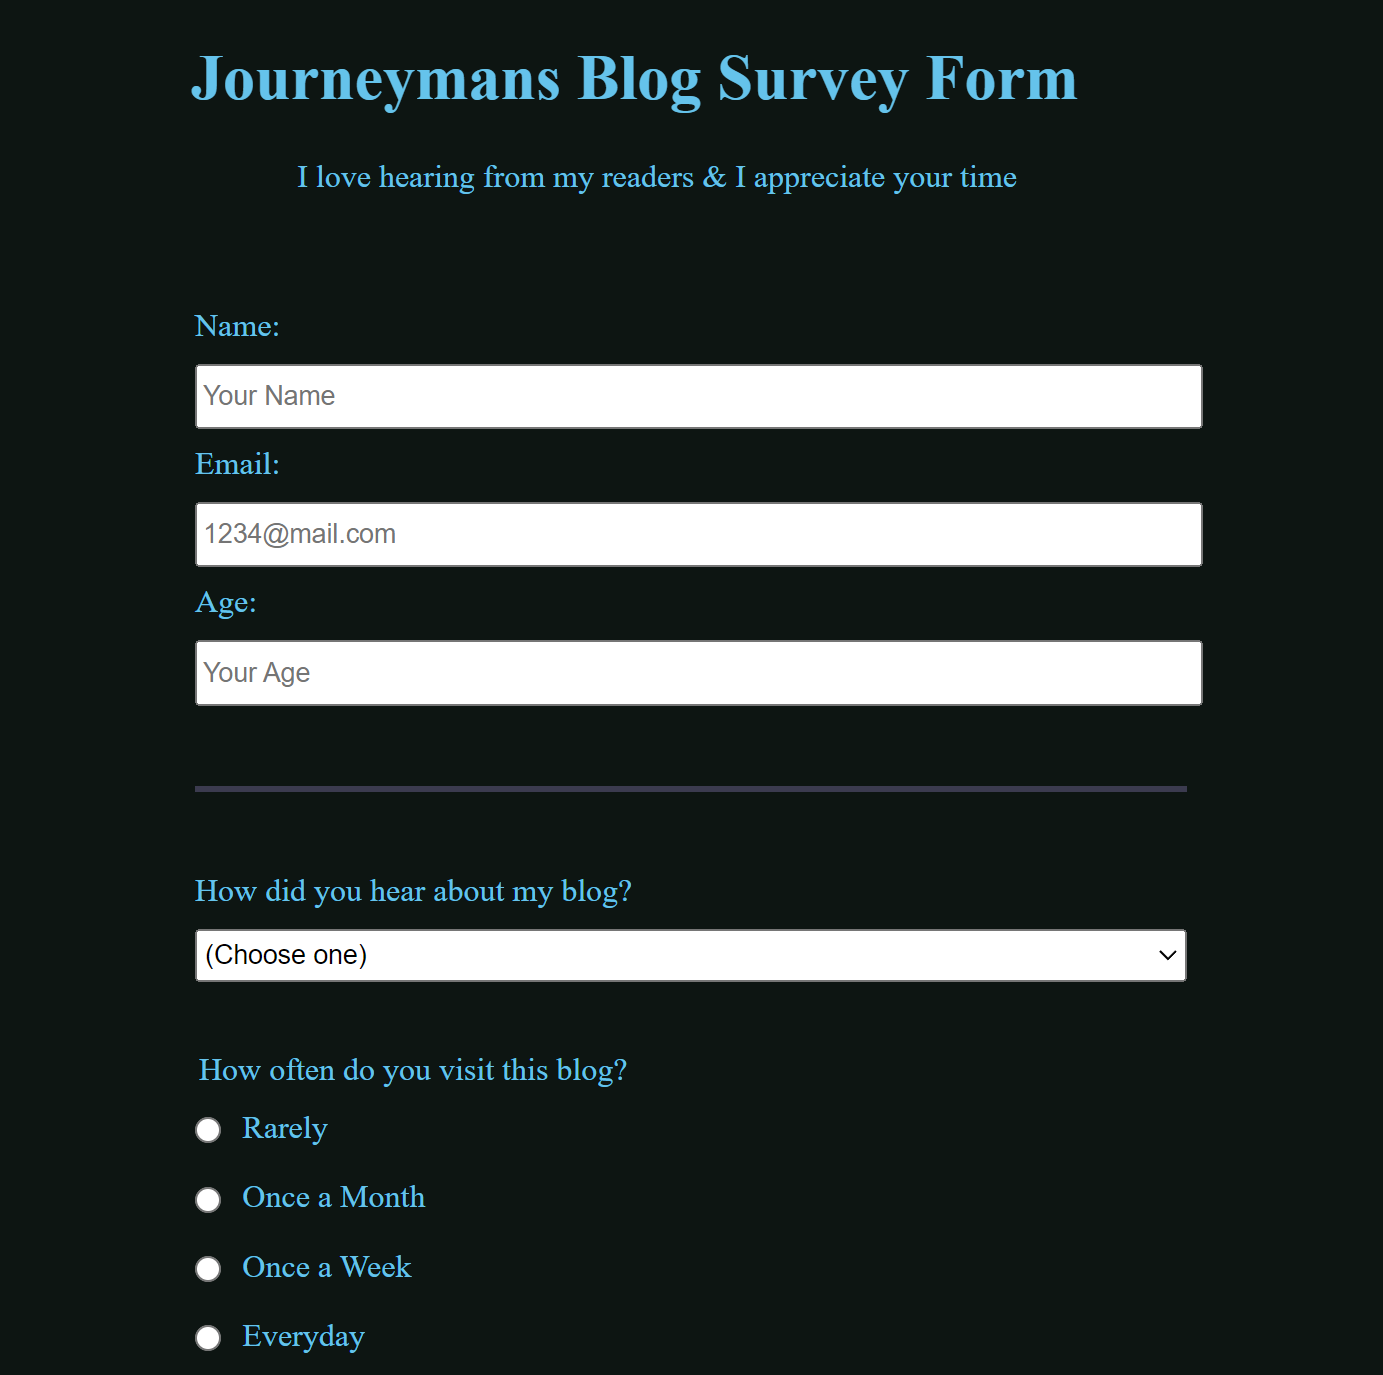 Journeymans Blog Survey Form
I love hearing from my readers & I appreciate your time
Name:
Your Name
Email:
1234@mail.com
Age:
Your Age
How did you hear about my blog?
(Choose one)
How often do you visit this blog?
Rarely
Once a Month
Once a Week
Everyday